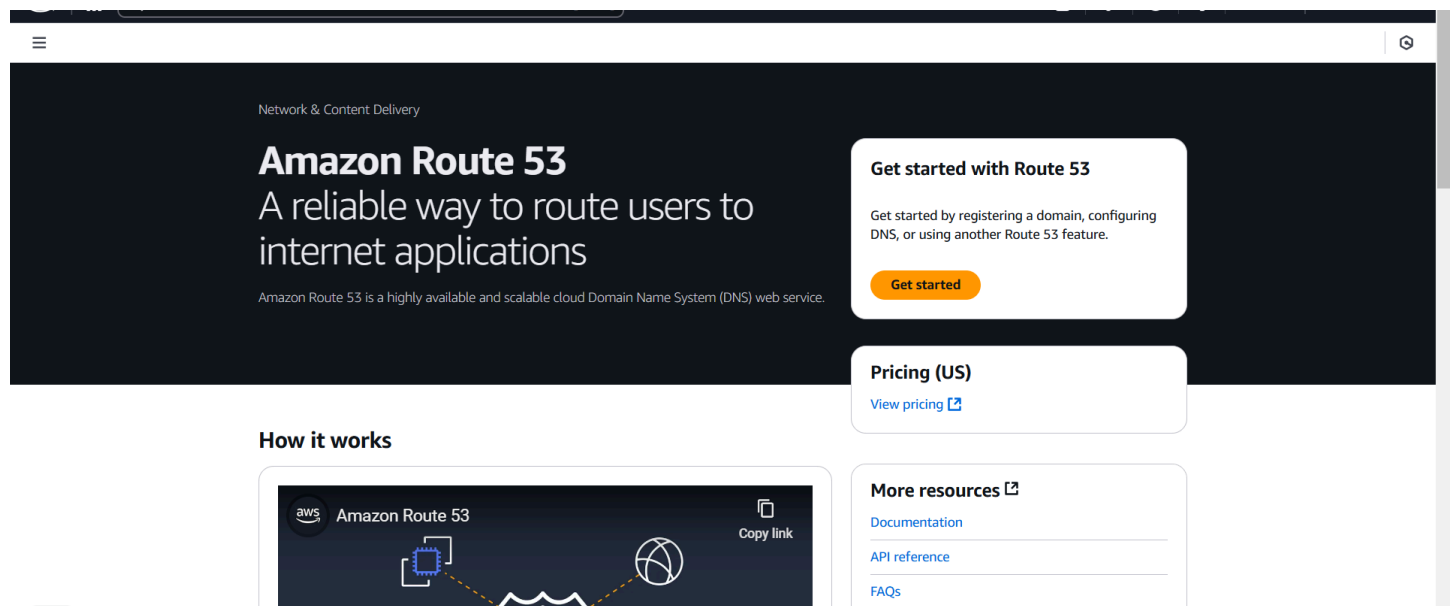 Network & Content Delivery
Amazon Route 53
A reliable way to route users to
internet applications
Amazon Route 53 is a highly available and scalable cloud Domain Name System (DNS) web service.
Get started with Route 53
Get started by registering a domain, configuring
DNS, or using another Route 53 feature.
Get started
Pricing (US)
View pricing
How it works
aws
Amazon Route 53
Copy link
More resources
Documentation
API reference
FAQs